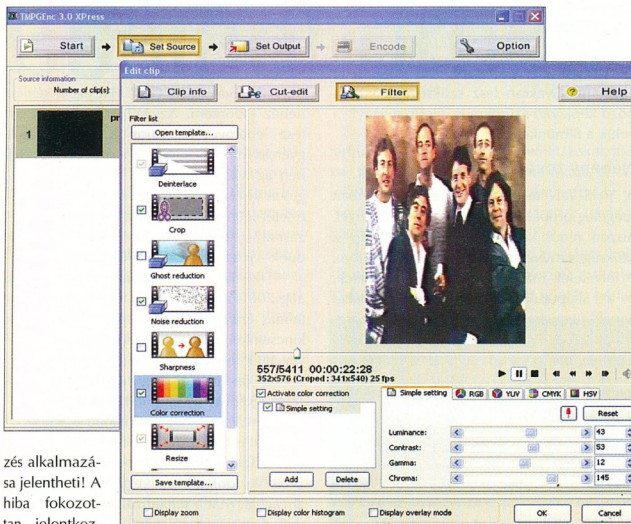 TMPGEnc 3.0 XPress
Start
Set Source
Set Output
Encode
Option
Source information
Number of clip(s):
1
pr
Edit clip
Clip info
Cut-edit
Filter
Help
Filter list
Open template...
Deinterlace
Crop
Ghost reduction
Noise reduction
Sharpness
Color correction
Resize
Save template...
557/5411 00:00:22:28
352x576 (Croped: 341x540) 25 fps
Activate color correction
Simple setting
Add
Delete
Simple setting
RGB
YUV
CMYK
HSV
Reset
Luminance:
43
Contrast:
53
Gamma:
12
Chroma:
145
Display zoom
Display color histogram
Display overlay mode
OK
Cancel
zés alkalmazá-
sa jelentheti! A
hiba fokozot-
tan jelentkez-